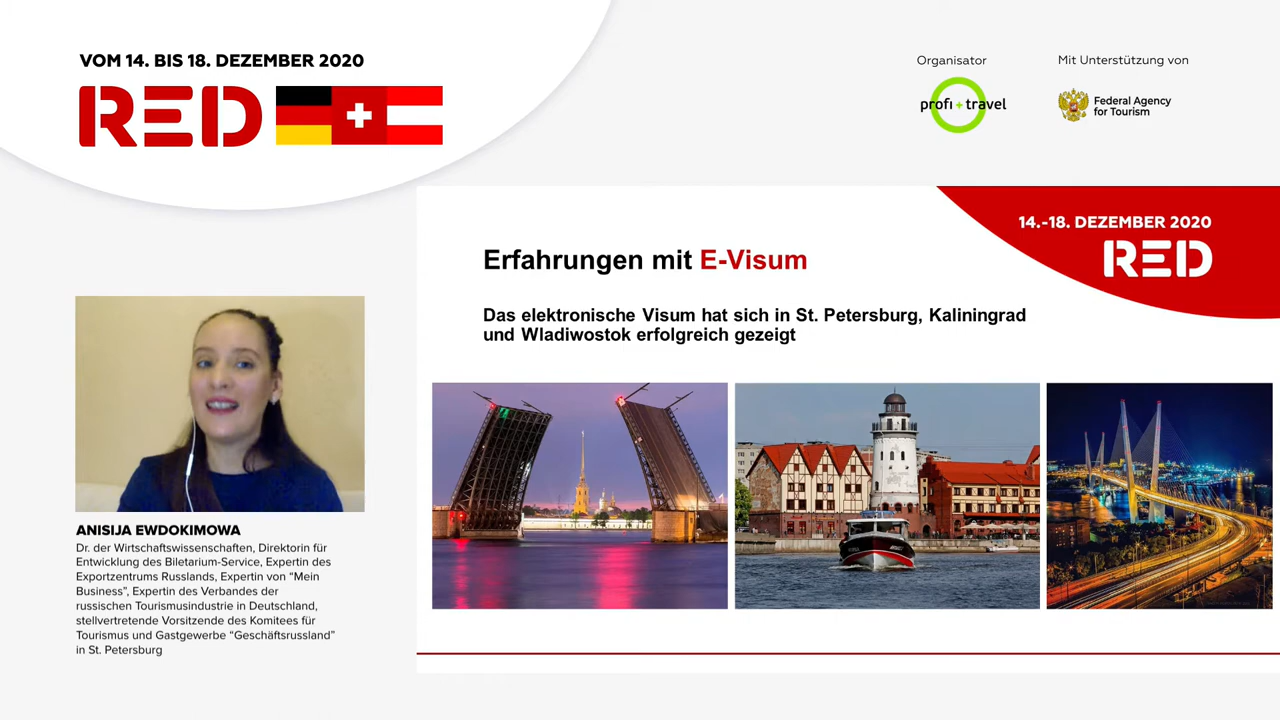 VOM 14. BIS 18. DEZEMBER 2020
RED
Organisator
profi + travel
Mit Unterstützung von
Federal Agency
for Tourism
14.-18. DEZEMBER 2020
RED
Erfahrungen mit E-Visum
Das elektronische Visum hat sich in St. Petersburg, Kaliningrad
und Wladiwostok erfolgreich gezeigt
ANISIJA EWDOKIMOWA
Dr. der Wirtschaftswissenschaften, Direktorin für
Entwicklung des Biletarium-Service, Expertin des
Exportzentrums Russlands, Expertin von “Mein
Business”, Expertin des Verbandes der
russischen Tourismusindustrie in Deutschland,
stellvertretende Vorsitzende des Komitees für
Tourismus und Gastgewerbe “Geschäftsrussland”
in St. Petersburg